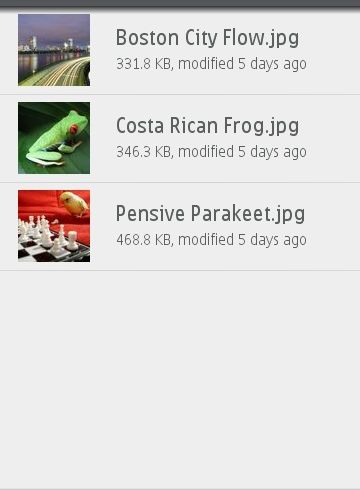 Boston City Flow.jpg
331.8 KB, modified 5 days ago
Costa Rican Frog.jpg
346.3 KB, modified 5 days ago
Pensive Parakeet.jpg
468.8 KB, modified 5 days ago